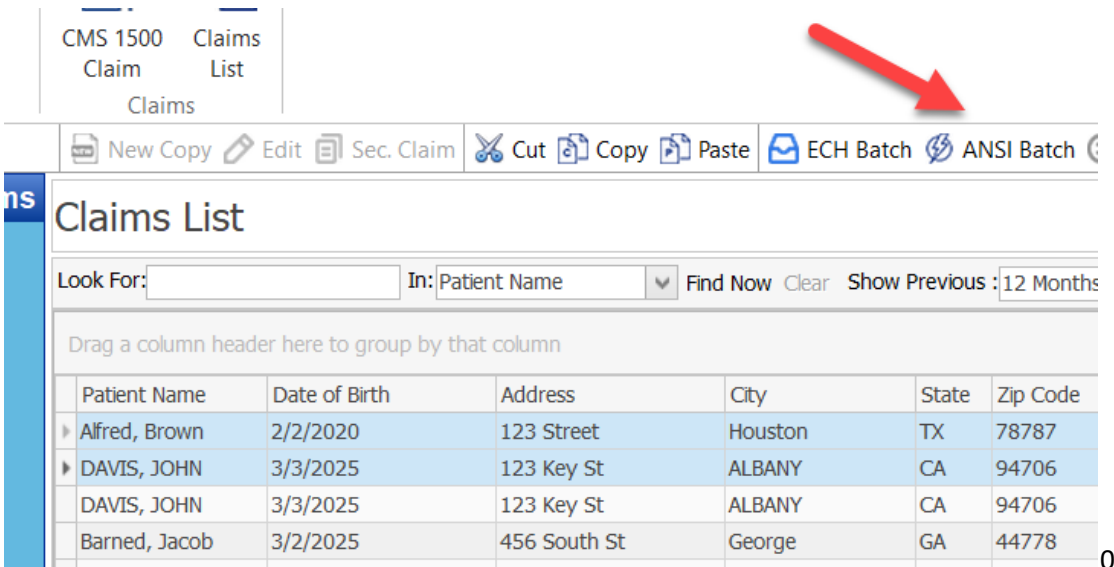 CMS 1500 Claims
Claim List
Claims
New Copy Edit Sec. Claim Cut Copy Paste ECH Batch ANSI Batch
ms
Claims List
Look For: In: Patient Name Find Now Clear Show Previous : 12 Months
Drag a column header here to group by that column
Patient Name Date of Birth Address City State Zip Code
Alfred, Brown 2/2/2020 123 Street Houston TX 78787
DAVIS, JOHN 3/3/2025 123 Key St ALBANY CA 94706
DAVIS, JOHN 3/3/2025 123 Key St ALBANY CA 94706
Barned, Jacob 3/2/2025 456 South St George GA 44778
0